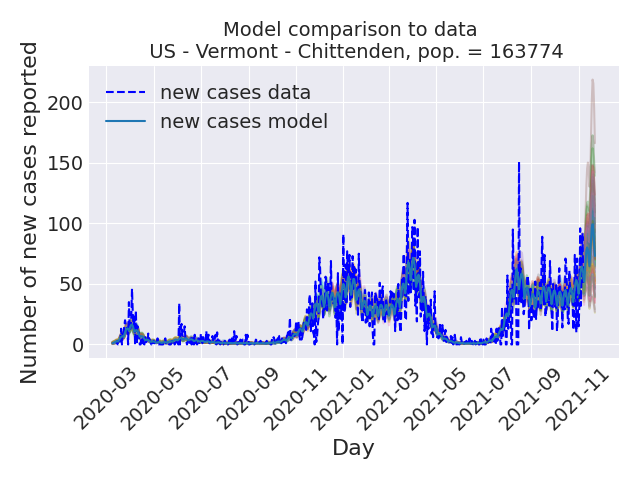 Model comparison to data
US - Vermont - Chittenden, pop. = 163774
Number of new cases reported
new cases data
new cases model
200
150
100
50
0
2020-03
2020-05
2020-07
2020-09
2020-11
2021-01
2021-03
2021-05
2021-07
2021-09
2021-11
Day